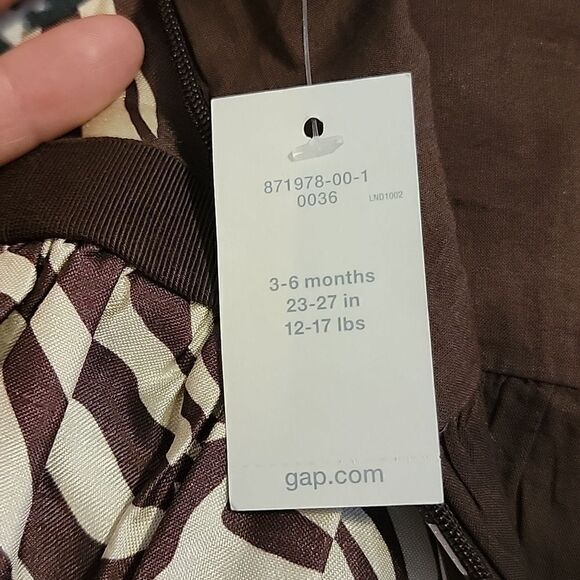 871978-00-1
0036
LND1002
3-6 months
23-27 in
12-17 lbs
gap.com